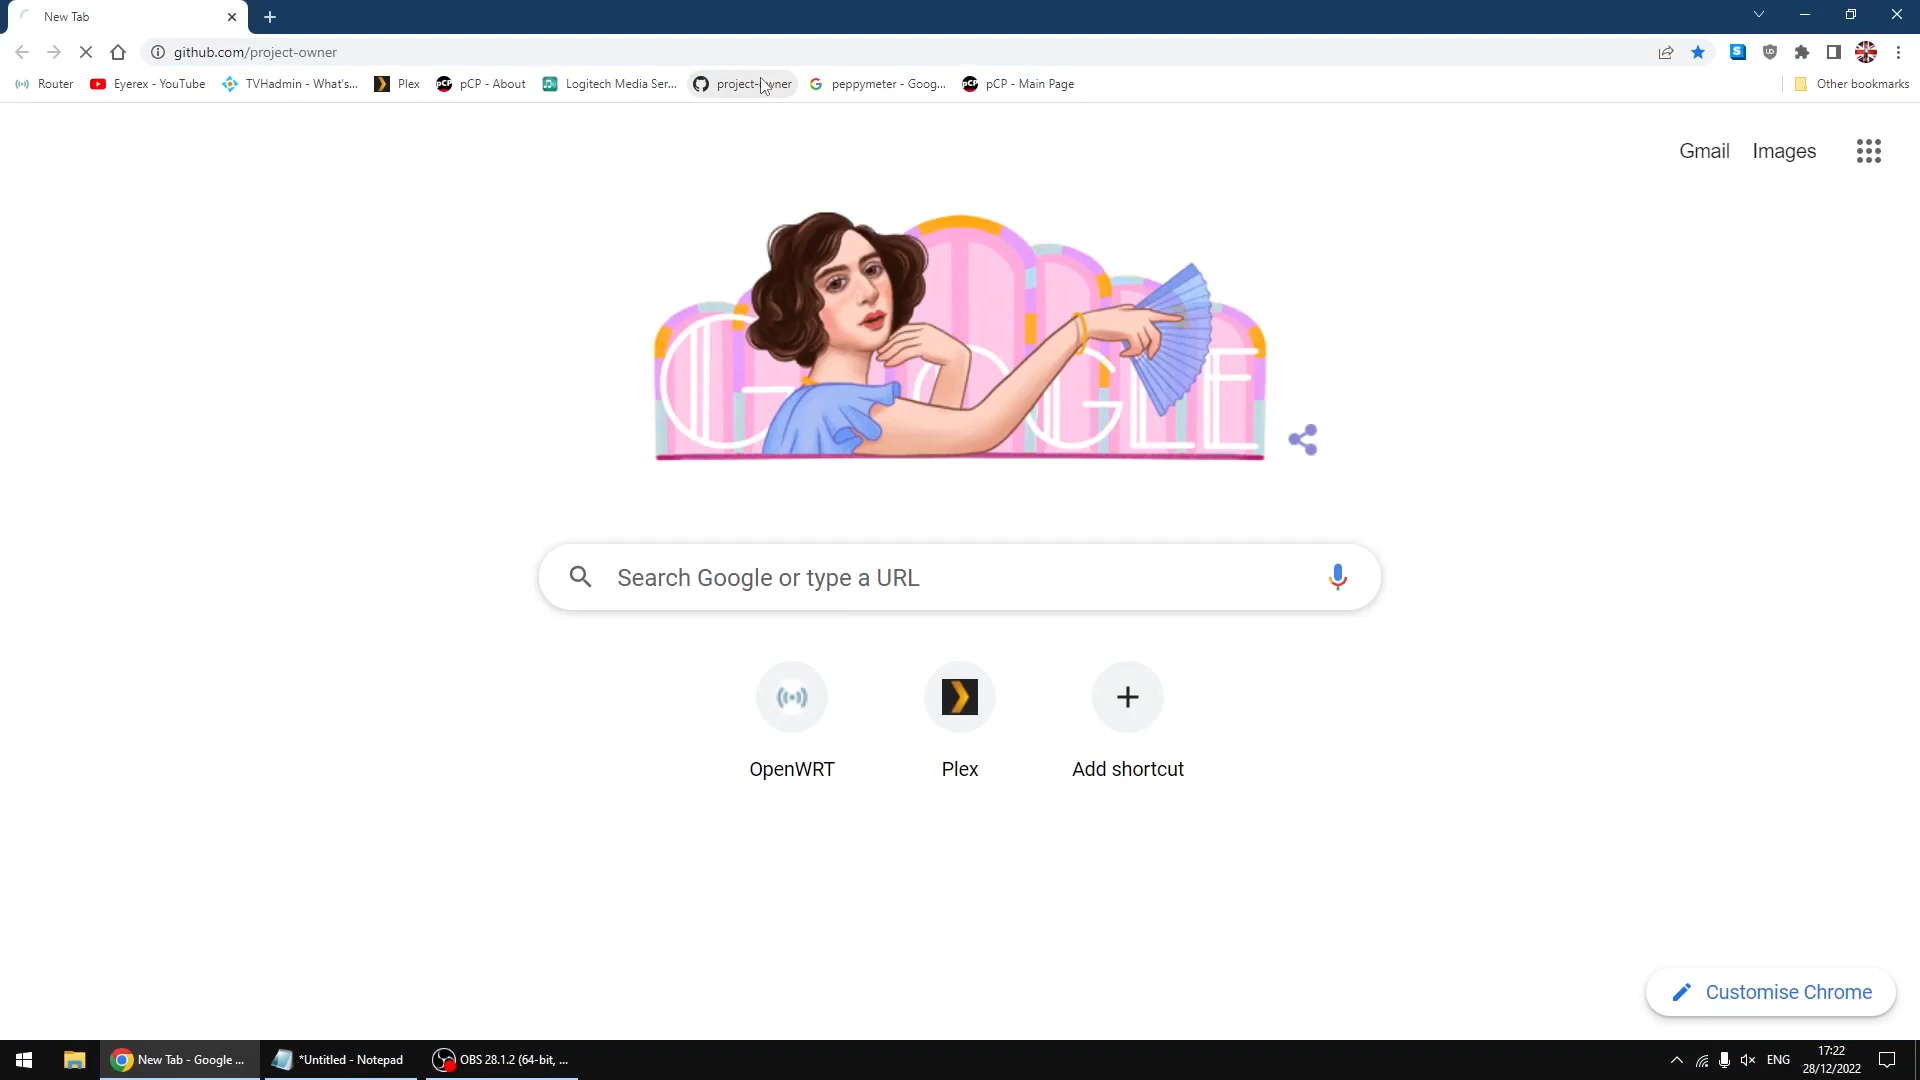 New Tab
github.com/project-owner
Router
Eyerex - YouTube
TVHadmin - What's...
Plex
pCP - About
Logitech Media Ser...
project-owner
peppymeter - Goog...
pCP - Main Page
Other bookmarks
Gmail
Images
GOOGLE
Search Google or type a URL
OpenWRT
Plex
Add shortcut
Customise Chrome
New Tab - Google ...
*Untitled - Notepad
OBS 28.1.2 (64-bit, ...
ENG
17:22
28/12/2022